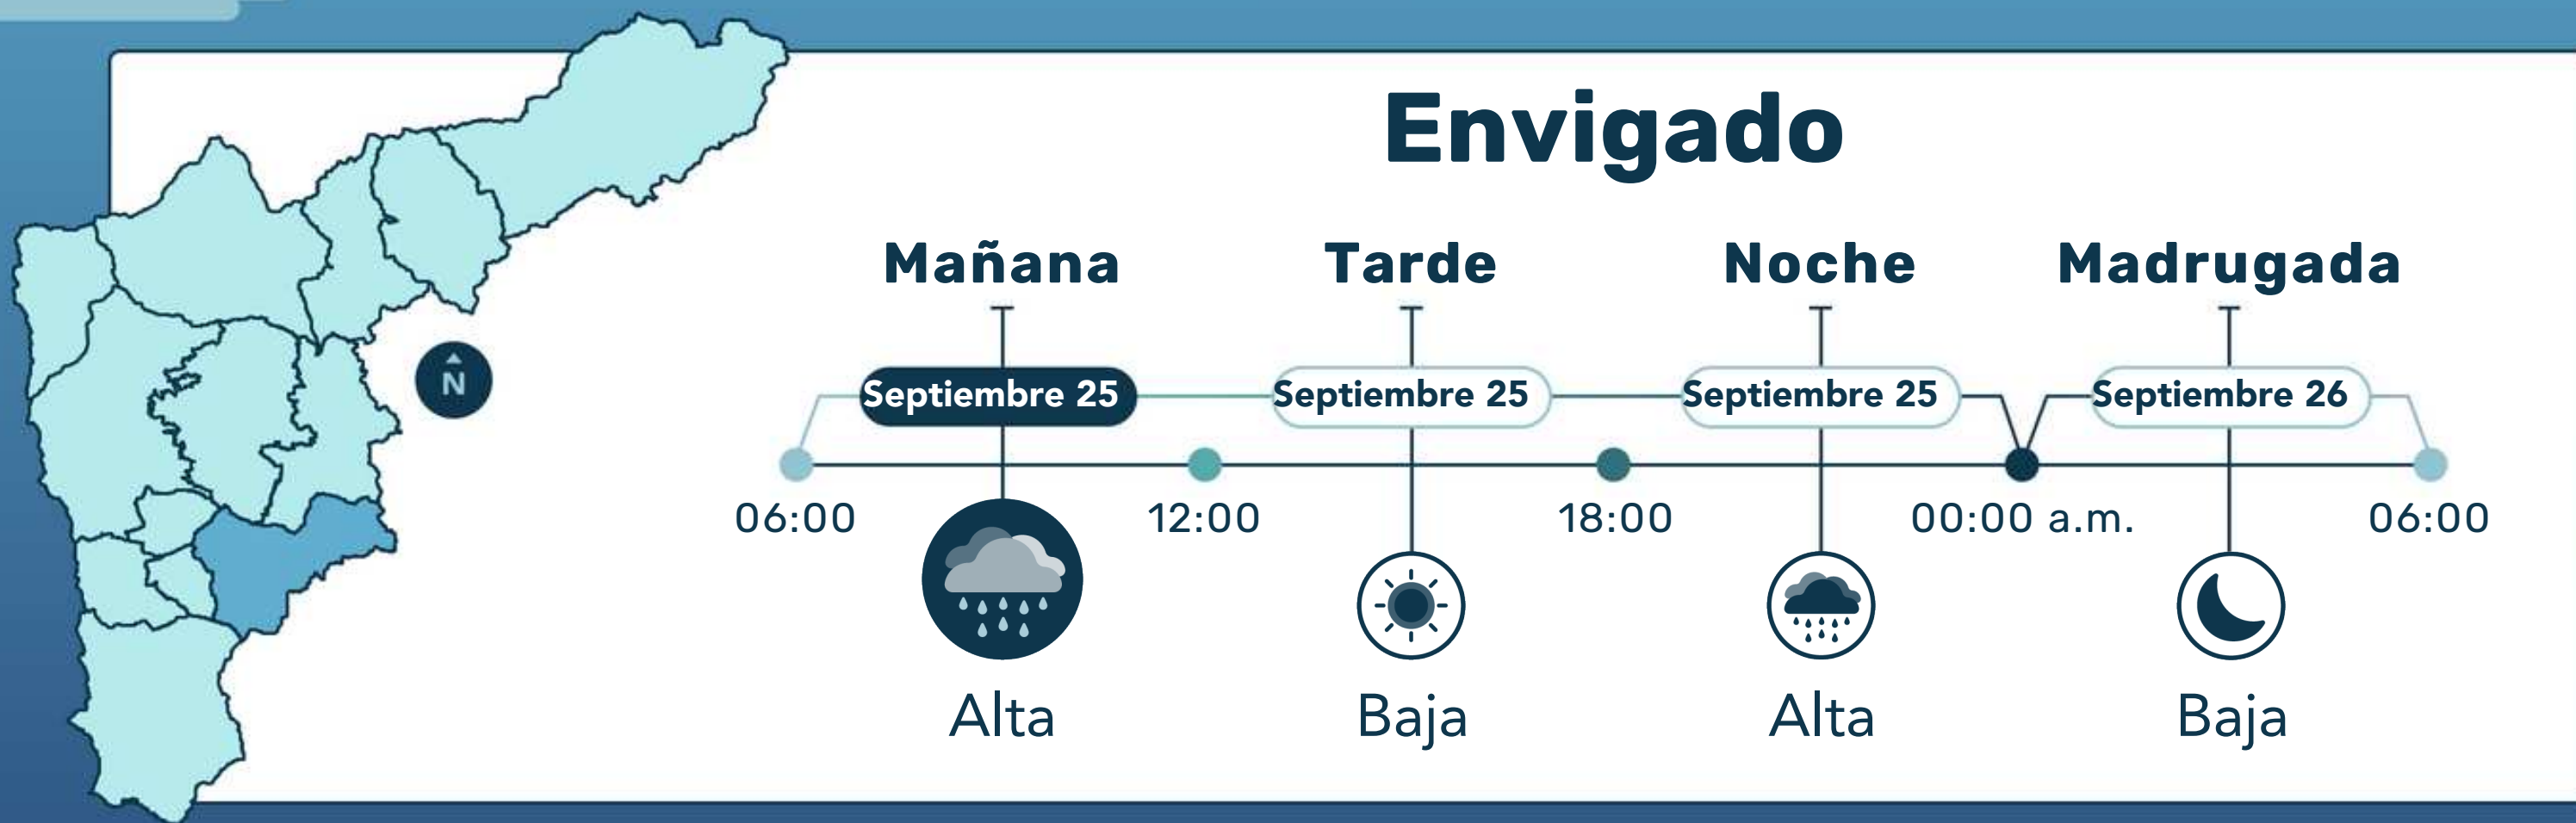 Envigado
Mañana Tarde Noche Madrugada
Septiembre 25 Septiembre 25 Septiembre 25 Septiembre 26
N
06:00 12:00 18:00 00:00 a.m. 06:00
Alta Baja Alta Baja